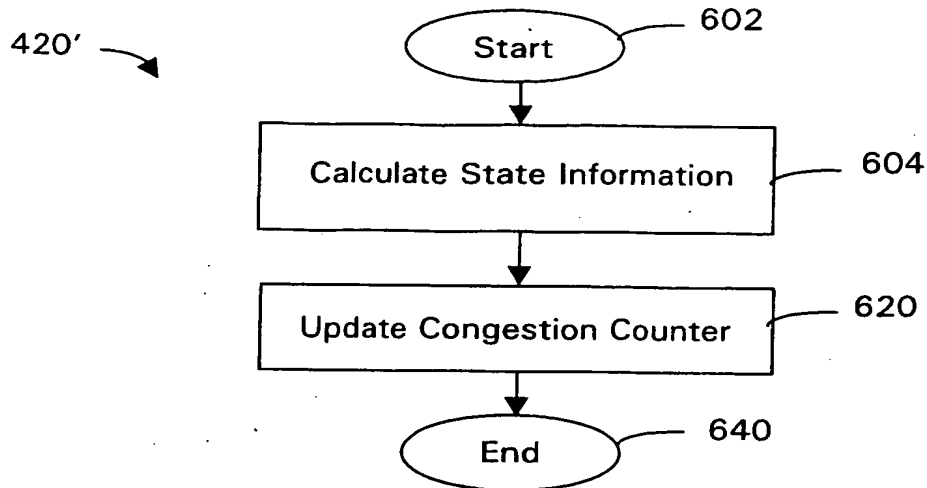 420'
Start
602
Calculate State Information
604
Update Congestion Counter
620
End
640